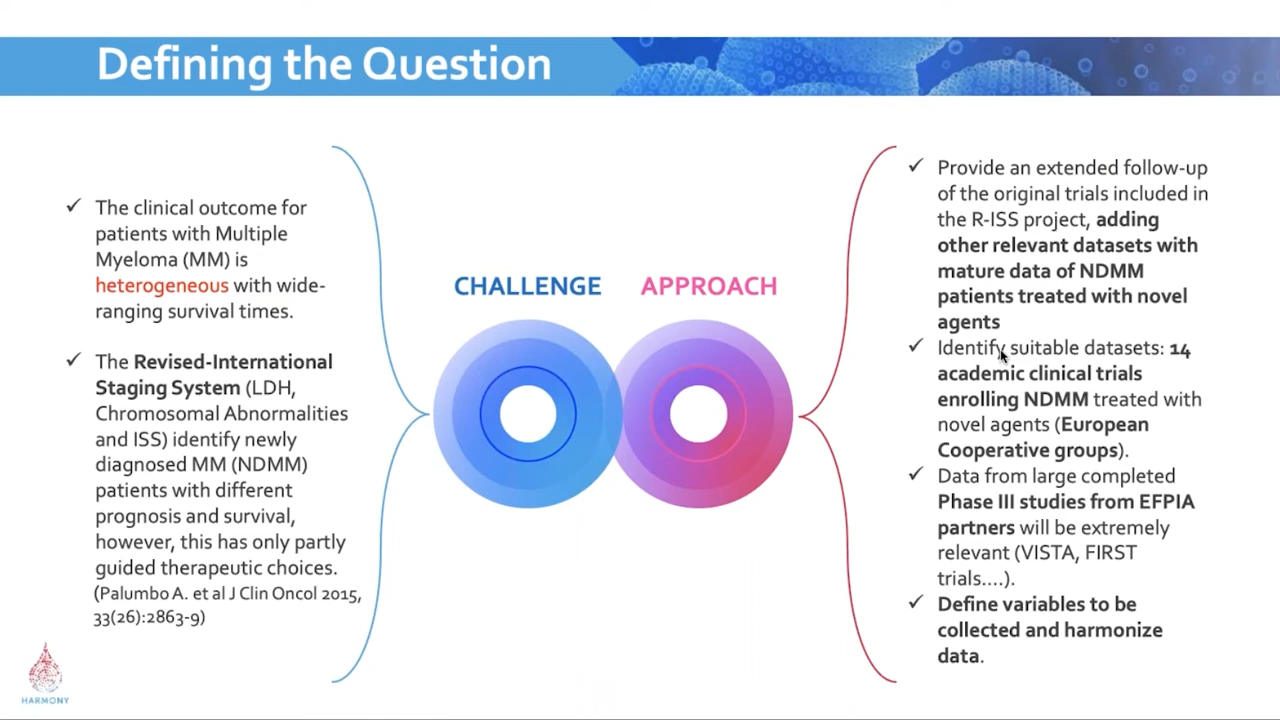 Defining the Question
✓ The clinical outcome for
patients with Multiple
Myeloma (MM) is
heterogeneous with wide-
ranging survival times.
✓ The Revised-International
Staging System (LDH,
Chromosomal Abnormalities
and ISS) identify newly
diagnosed MM (NDMM)
patients with different
prognosis and survival,
however, this has only partly
guided therapeutic choices.
(Palumbo A. et al J Clin Oncol 2015,
33(26):2863-9)
CHALLENGE
APPROACH
✓ Provide an extended follow-up
of the original trials included in
the R-ISS project, adding
other relevant datasets with
mature data of NDMM
patients treated with novel
agents
✓ Identify suitable datasets: 14
academic clinical trials
enrolling NDMM treated with
novel agents (European
Cooperative groups).
✓ Data from large completed
Phase III studies from EFPIA
partners will be extremely
relevant (VISTA, FIRST
trials....).
✓ Define variables to be
collected and harmonize
data.
HARMONY